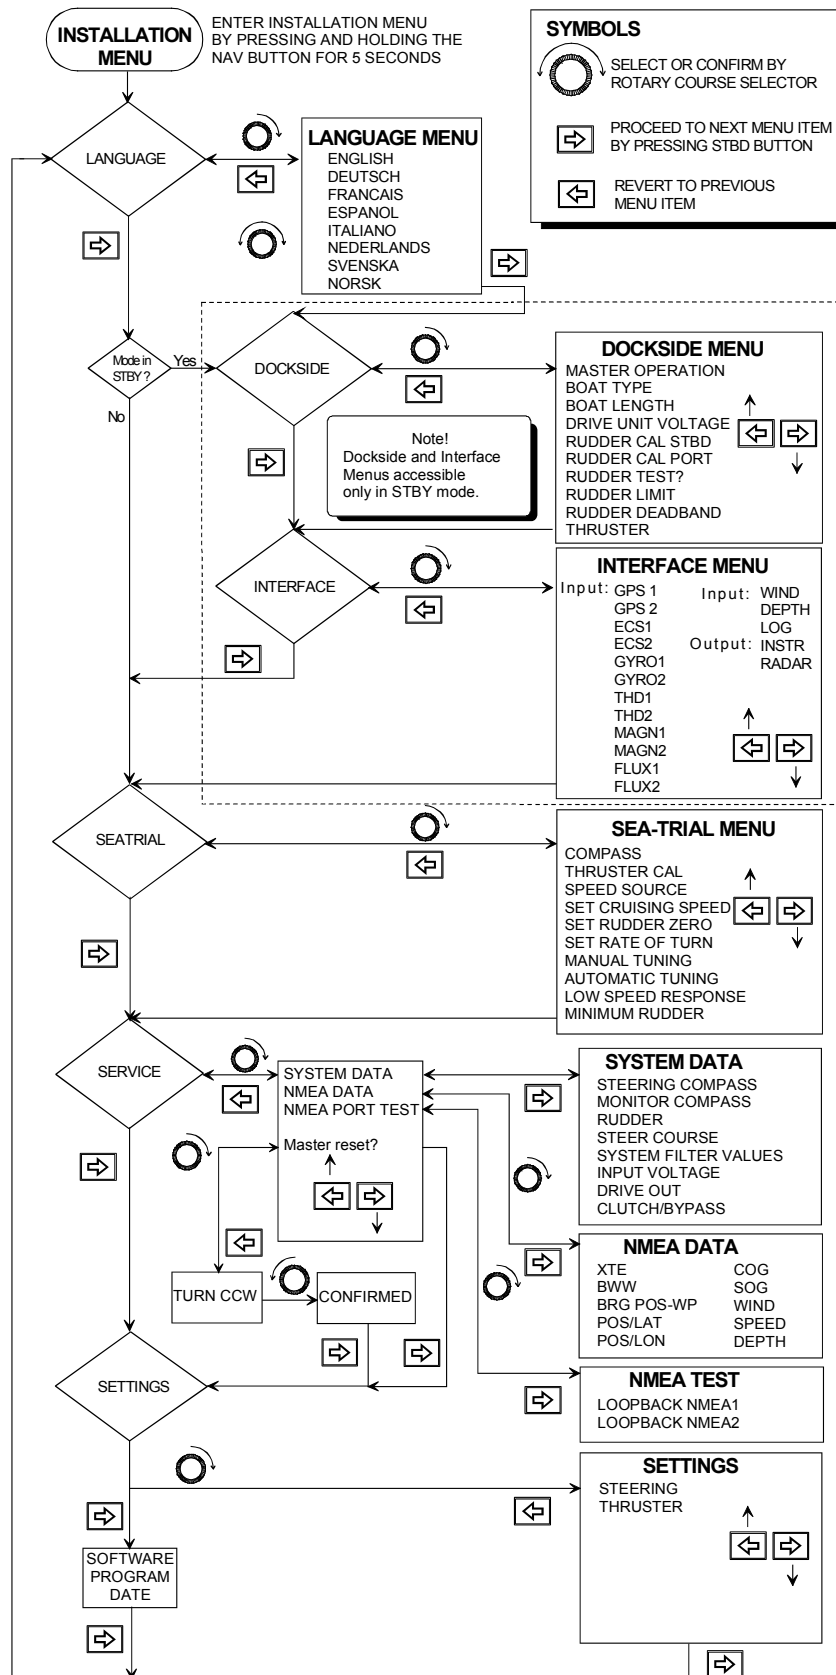 INSTALLATION
MENU
ENTER INSTALLATION MENU
BY PRESSING AND HOLDING THE
NAV BUTTON FOR 5 SECONDS
SYMBOLS
SELECT OR CONFIRM BY
ROTARY COURSE SELECTOR
PROCEED TO NEXT MENU ITEM
BY PRESSING STBD BUTTON
REVERT TO PREVIOUS
MENU ITEM
LANGUAGE
LANGUAGE MENU
ENGLISH
DEUTSCH
FRANCAIS
ESPANOL
ITALIANO
NEDERLANDS
SVENSKA
NORSK
Mode in
STBY ?
Yes
No
DOCKSIDE
DOCKSIDE MENU
MASTER OPERATION
BOAT TYPE
BOAT LENGTH
DRIVE UNIT VOLTAGE
RUDDER CAL STBD
RUDDER CAL PORT
RUDDER TEST?
RUDDER LIMIT
RUDDER DEADBAND
THRUSTER
Note!
Dockside and Interface
Menus accessible
only in STBY mode.
INTERFACE
INTERFACE MENU
Input: GPS 1
GPS 2
ECS1
ECS2
GYRO1
GYRO2
THD1
THD2
MAGN1
MAGN2
FLUX1
FLUX2
Input: WIND
DEPTH
LOG
Output: INSTR
RADAR
SEATRIAL
SEA-TRIAL MENU
COMPASS
THRUSTER CAL
SPEED SOURCE
SET CRUISING SPEED
SET RUDDER ZERO
SET RATE OF TURN
MANUAL TUNING
AUTOMATIC TUNING
LOW SPEED RESPONSE
MINIMUM RUDDER
SERVICE
SYSTEM DATA
NMEA DATA
NMEA PORT TEST
Master reset?
TURN CCW
CONFIRMED
SYSTEM DATA
STEERING COMPASS
MONITOR COMPASS
RUDDER
STEER COURSE
SYSTEM FILTER VALUES
INPUT VOLTAGE
DRIVE OUT
CLUTCH/BYPASS
NMEA DATA
XTE
BWW
BRG POS-WP
POS/LAT
POS/LON
COG
SOG
WIND
SPEED
DEPTH
NMEA TEST
LOOPBACK NMEA1
LOOPBACK NMEA2
SETTINGS
SETTINGS
STEERING
THRUSTER
SOFTWARE
PROGRAM
DATE